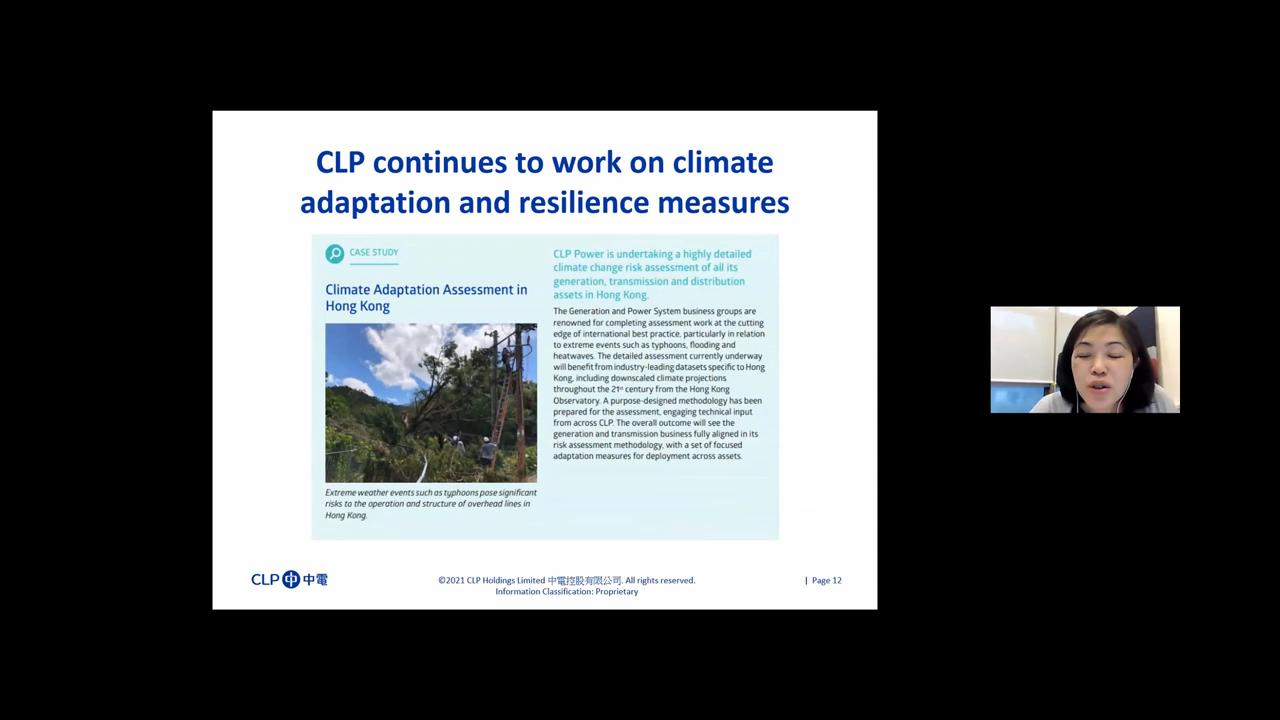 CLP continues to work on climate
adaptation and resilience measures
CASE STUDY
Climate Adaptation Assessment in
Hong Kong
Extreme weather events such as typhoons pose significant
risks to the operation and structure of overhead lines in
Hong Kong.
CLP Power is undertaking a highly detailed
climate change risk assessment of all its
generation, transmission and distribution
assets in Hong Kong.
The Generation and Power System business groups are
renowned for completing assessment work at the cutting
edge of international best practice, particularly in relation
to extreme events such as typhoons, flooding and
heatwaves. The detailed assessment currently underway
will benefit from industry-leading datasets specific to Hong
Kong, including downscaled climate projections
throughout the 21st century from the Hong Kong
Observatory. A purpose-designed methodology has been
prepared for the assessment, engaging technical input
from across CLP. The overall outcome will see the
generation and transmission business fully aligned in its
risk assessment methodology, with a set of focused
adaptation measures for deployment across assets.
CLP 中電
©2021 CLP Holdings Limited 中電控股有限公司. All rights reserved.
Information Classification: Proprietary
| Page 12